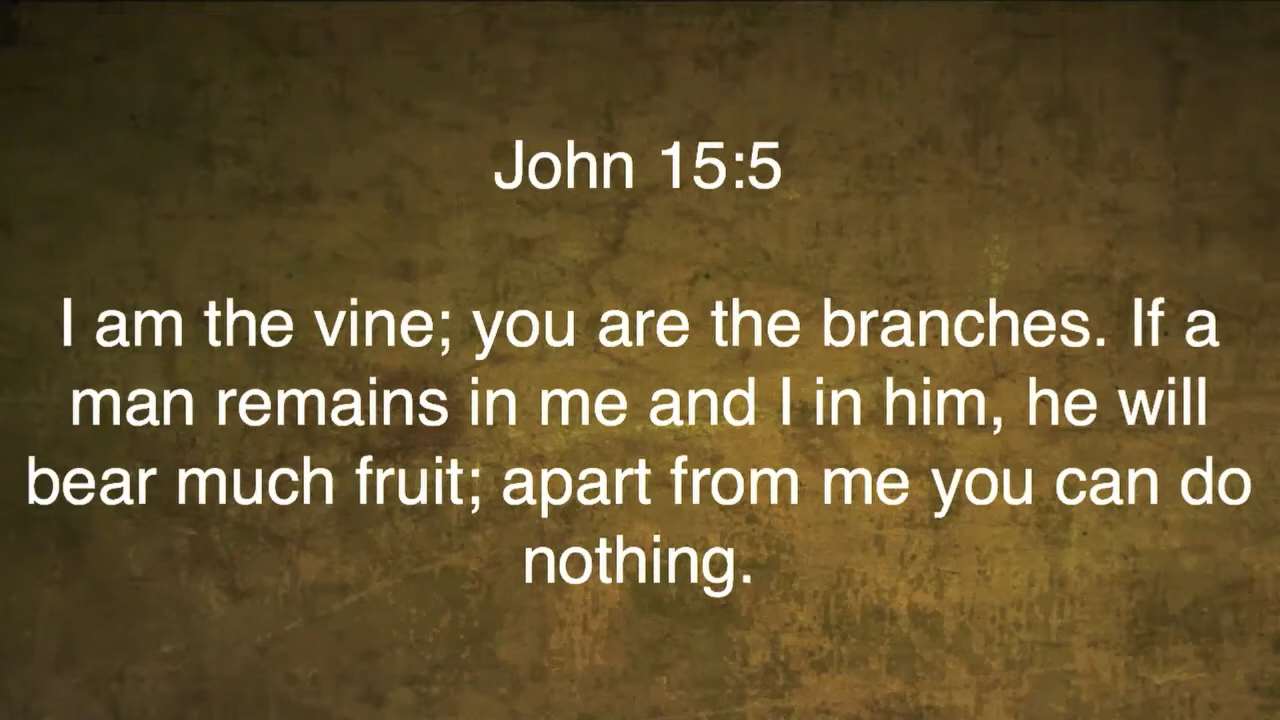 John 15:5
I am the vine; you are the branches. If a
man remains in me and I in him, he will
bear much fruit; apart from me you can do
nothing.